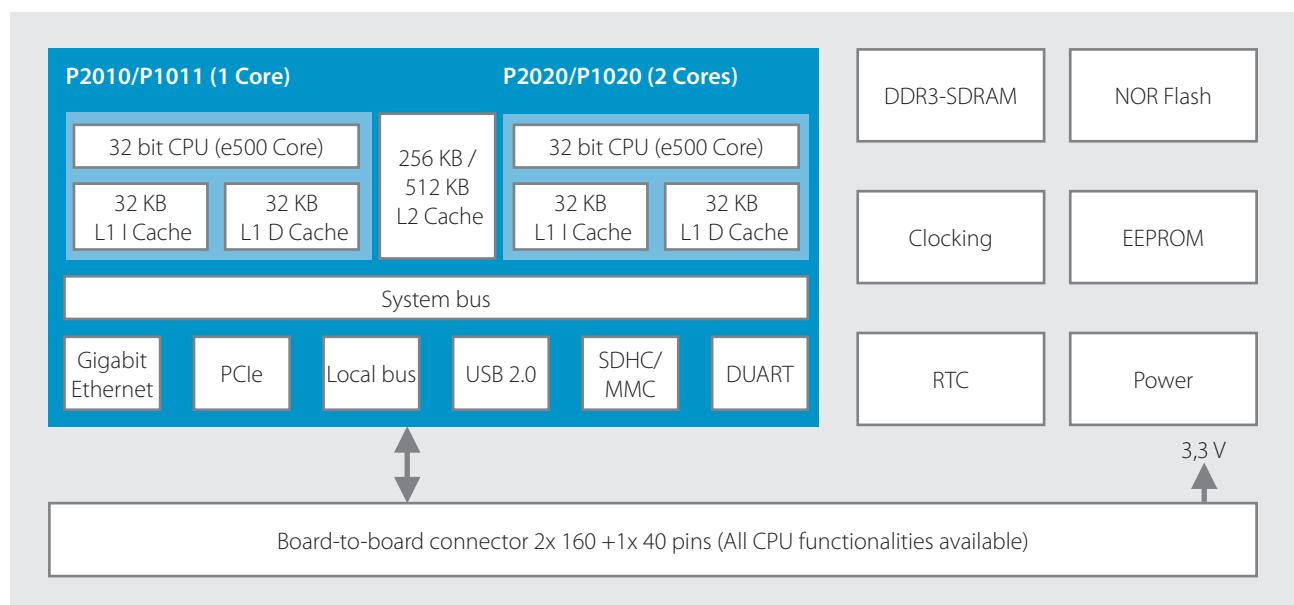 P2010/P1011 (1 Core)
P2020/P1020 (2 Cores)
32 bit CPU (e500 Core)
32 KB
L1 I Cache
32 KB
L1 D Cache
256 KB /
512 KB
L2 Cache
32 bit CPU (e500 Core)
32 KB
L1 I Cache
32 KB
L1 D Cache
System bus
Gigabit
Ethernet
PCIe
Local bus
USB 2.0
SDHC/
MMC
DUART
DDR3-SDRAM
NOR Flash
Clocking
EEPROM
RTC
Power
3,3 V
Board-to-board connector 2x 160 +1x 40 pins (All CPU functionalities available)